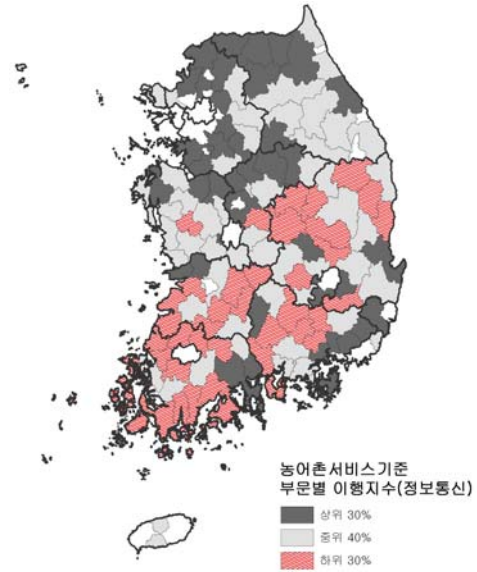 농어촌서비스기준
부문별 이행지수(정보통신)
상위 30%
중위 40%
하위 30%